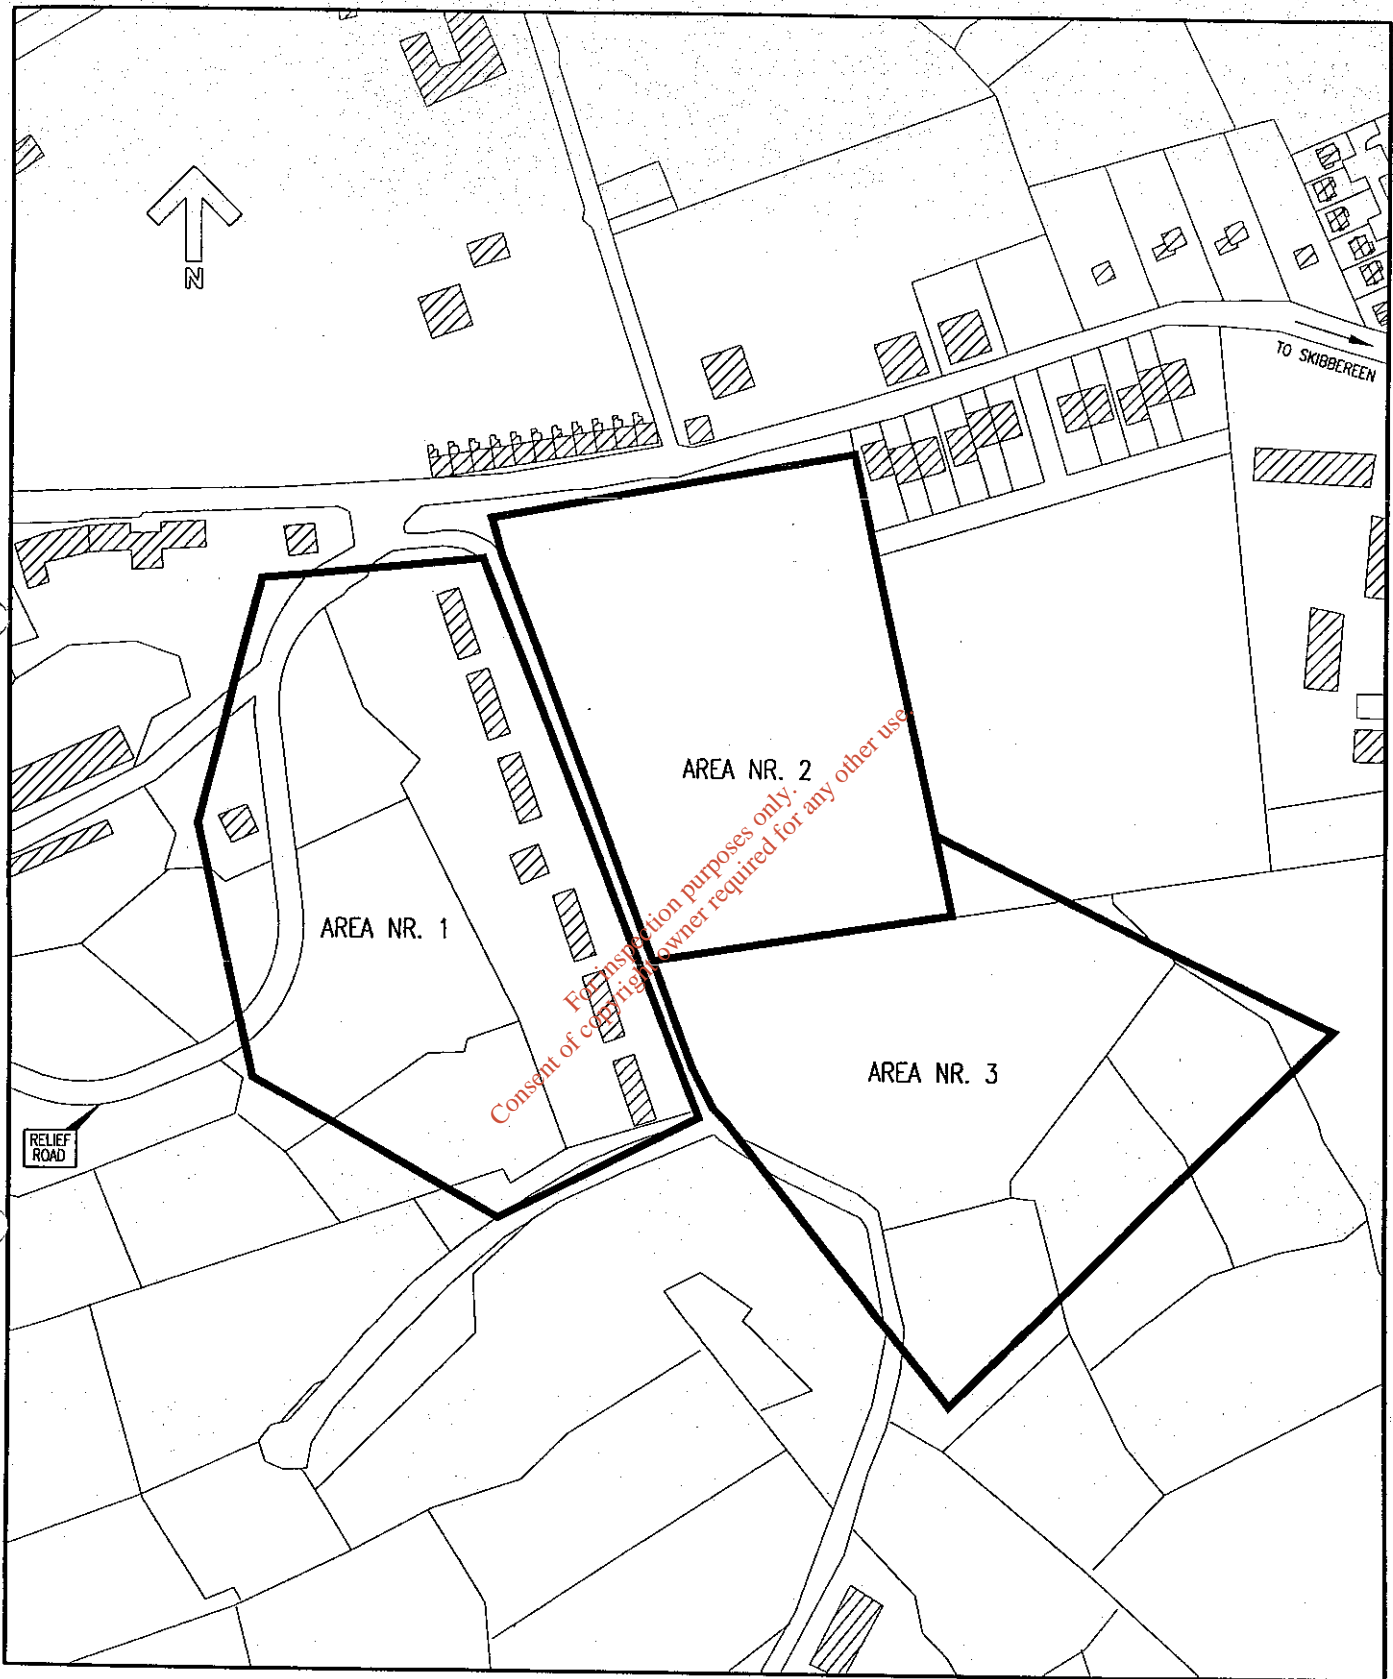 N
TO SKIBBEREEN
AREA NR. 2
For inspection purposes only.
Consent of copyright owner required for any other use.
AREA NR. 1
AREA NR. 3
RELIEF
ROAD